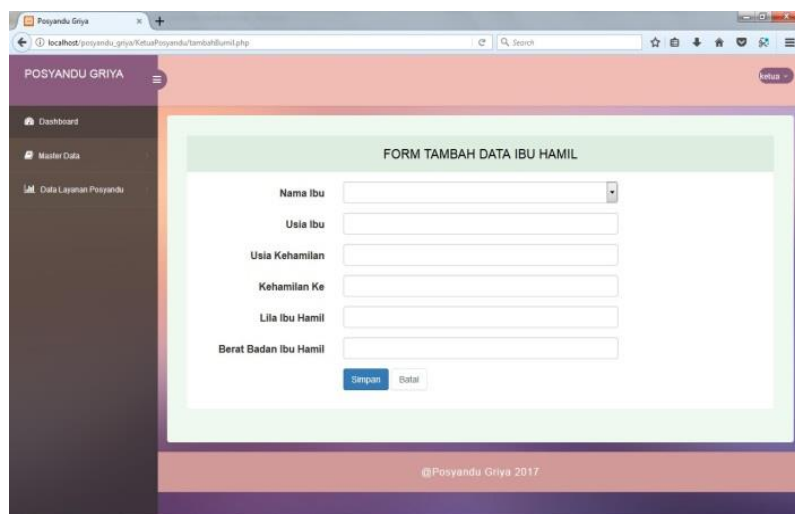 Posyandu Griya
localhost/posyandu_griya/KetuaPosyandu/tambahBumil.php
Search
POSYANDU GRIYA
ketua
Dashboard
Master Data
Data Layanan Posyandu
FORM TAMBAH DATA IBU HAMIL
Nama Ibu
Usia Ibu
Usia Kehamilan
Kehamilan Ke
Lila Ibu Hamil
Berat Badan Ibu Hamil
Simpan Batal
@Posyandu Griya 2017